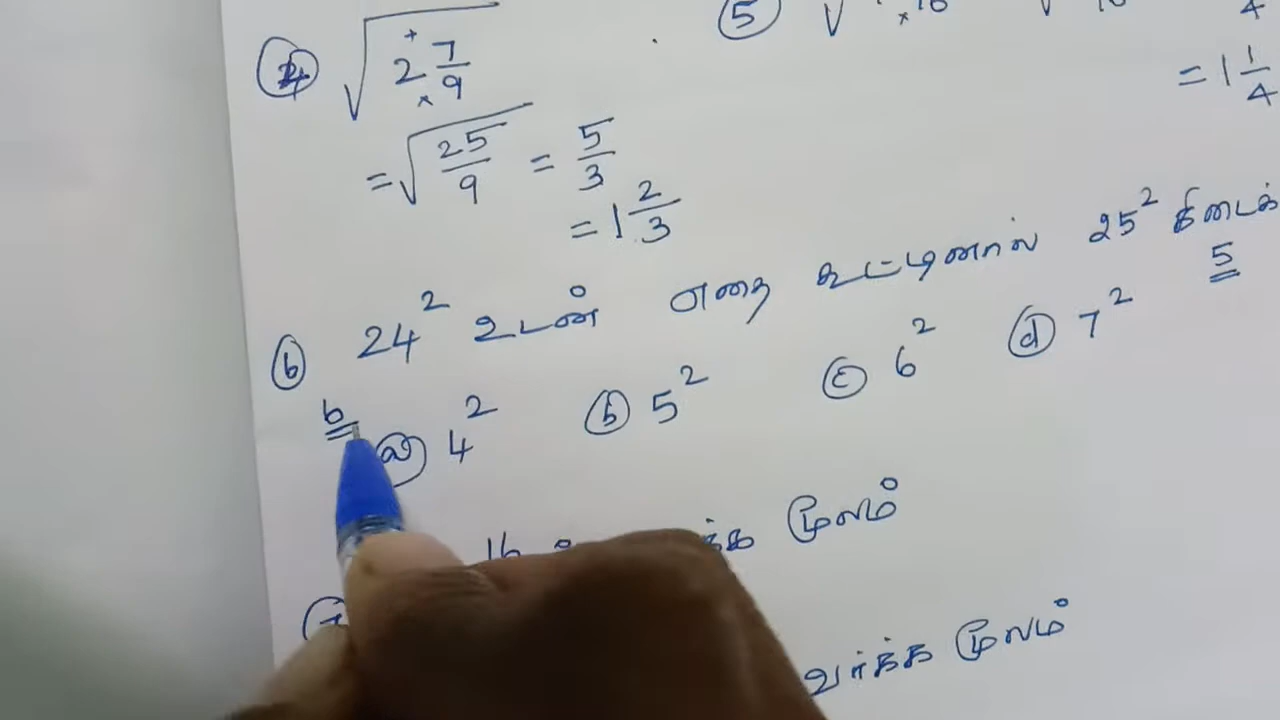 ④ √(2 7/9)
= √(25/9) = 5/3
= 1 2/3
⑤
= 1 1/4
⑥ 24² உடன் எதை கூட்டினால் 25² கிடைக்
5
b
ⓐ 4² ⓑ 5² ⓒ 6² ⓓ 7²
16 மூலம்
வர்க்க மூலம்